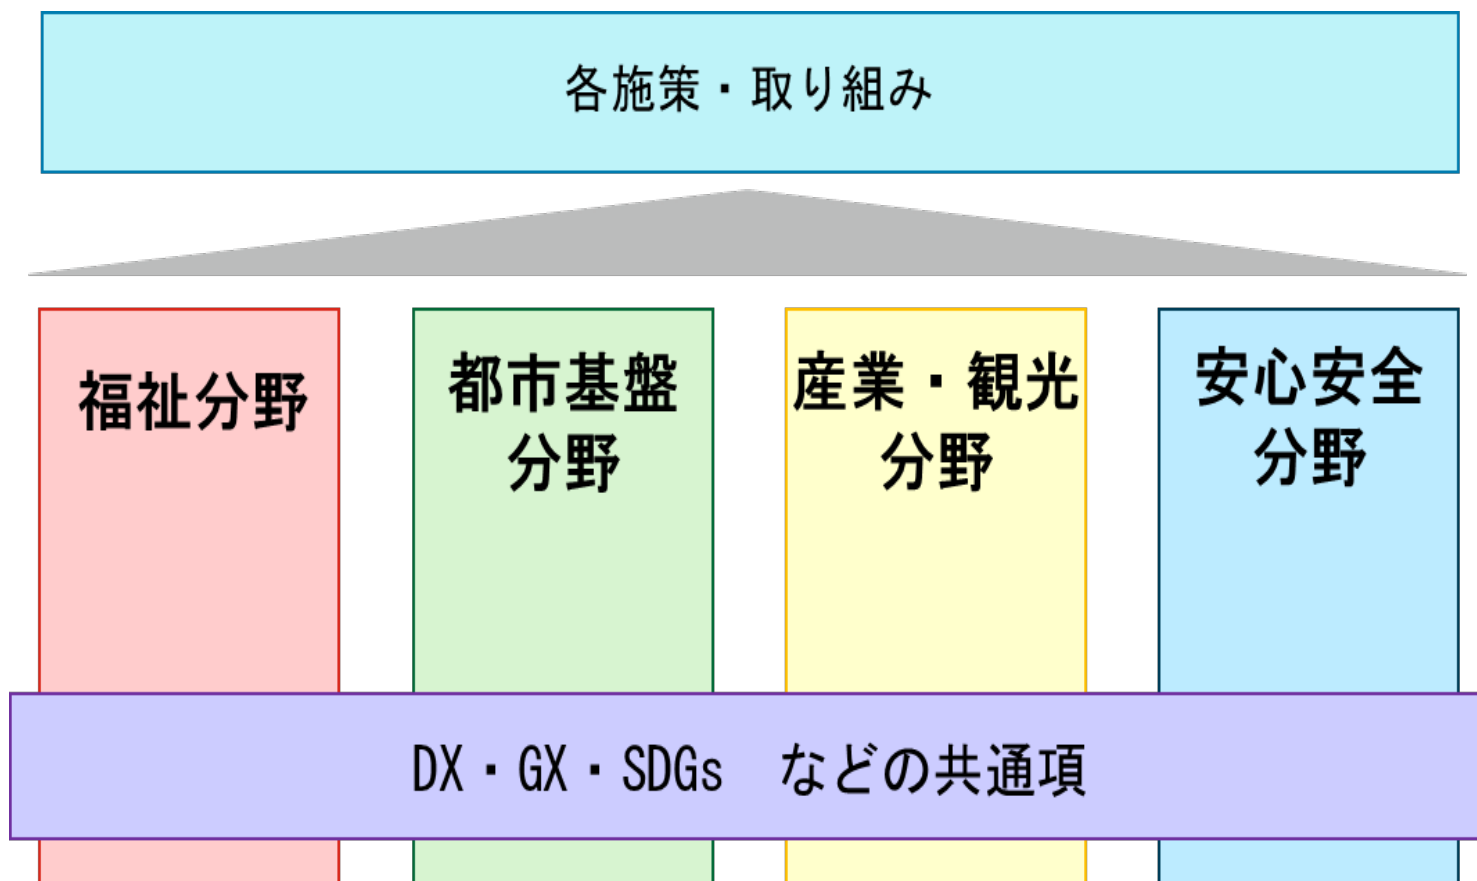 各施策・取り組み
福祉分野
都市基盤
分野
産業・観光
分野
安心安全
分野
DX・GX・SDGs　などの共通項